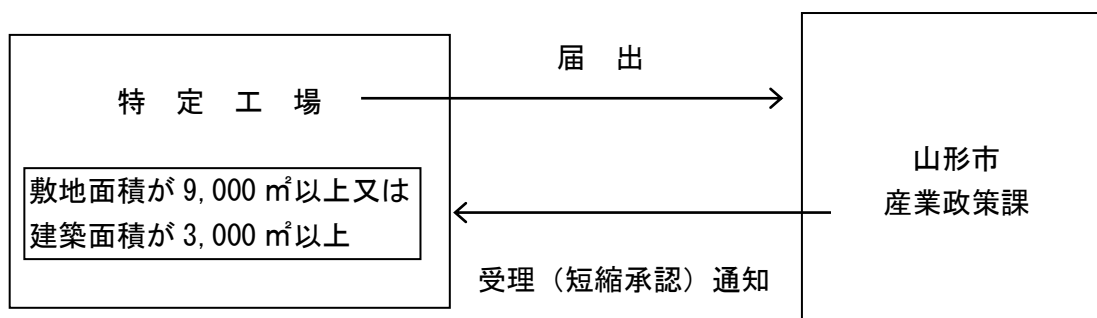 届　出
特　定　工　場
敷地面積が 9,000 ㎡以上又は
建築面積が 3,000 ㎡以上
山形市
産業政策課
受理（短縮承認）通知